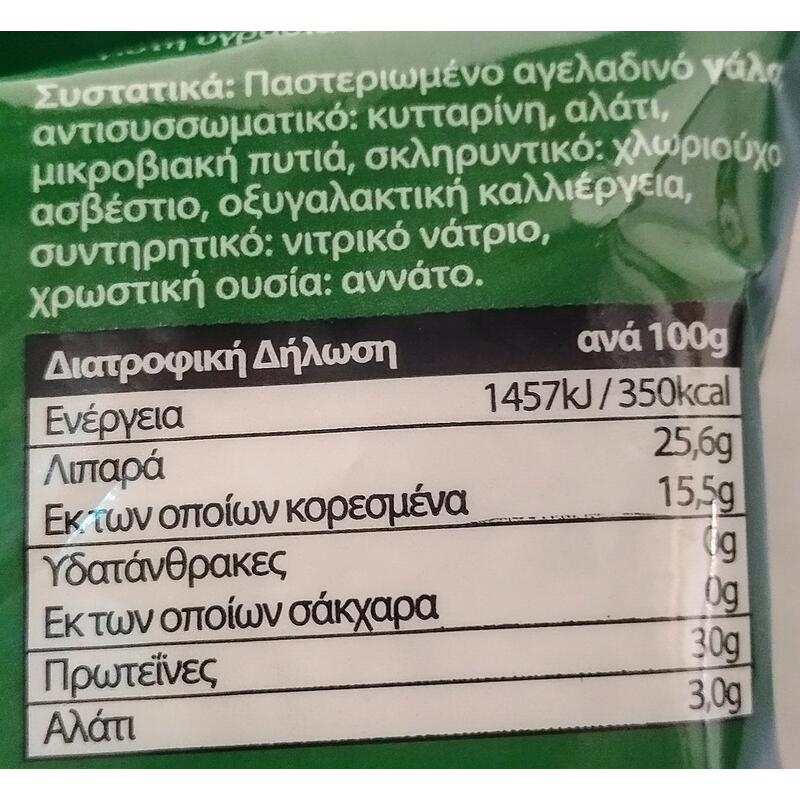 Συστατικά: Παστεριωμένο αγελαδινό γάλα
αντισυσσωματικό: κυτταρίνη, αλάτι,
μικροβιακή πυτιά, σκληρυντικό: χλωριούχο
ασβέστιο, οξυγαλακτική καλλιέργεια,
συντηρητικό: νιτρικό νάτριο,
χρωστική ουσία: αννάτο.
Διατροφική Δήλωση ανά 100g
Ενέργεια 1457kJ / 350kcal
Λιπαρά 25,6g
Εκ των οποίων κορεσμένα 15,5g
Υδατάνθρακες 0g
Εκ των οποίων σάκχαρα 0g
Πρωτεΐνες 30g
Αλάτι 3,0g